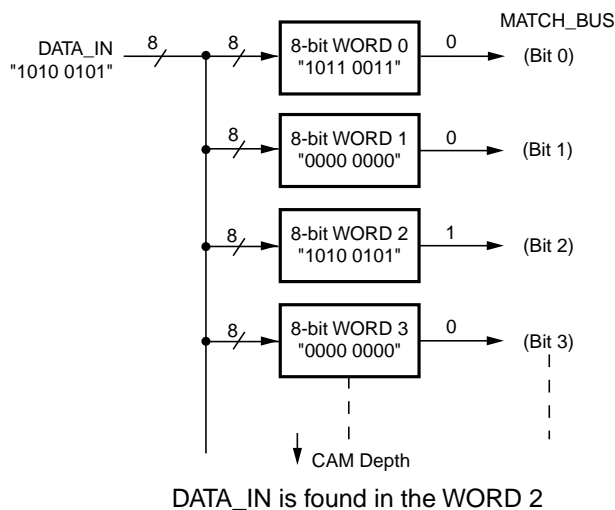 MATCH_BUS
DATA_IN
"1010 0101"
8
8
8-bit WORD 0
"1011 0011"
0
(Bit 0)
8
8-bit WORD 1
"0000 0000"
0
(Bit 1)
8
8-bit WORD 2
"1010 0101"
1
(Bit 2)
8
8-bit WORD 3
"0000 0000"
0
(Bit 3)
CAM Depth
DATA_IN is found in the WORD 2